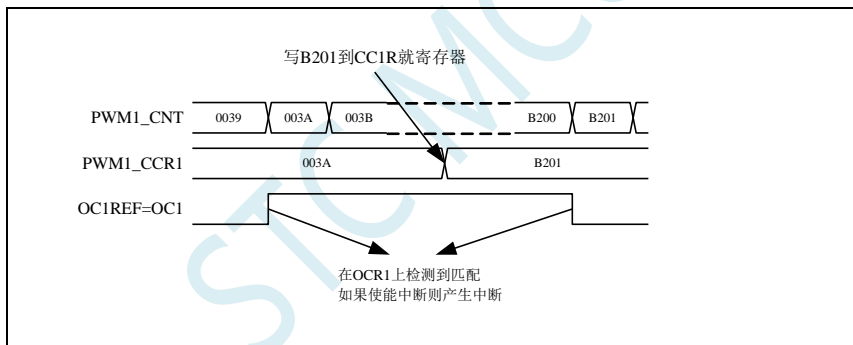 写B201到CC1R就寄存器
PWM1_CNT 0039 003A 003B B200 B201
PWM1_CCR1 003A B201
OC1REF=OC1
在OCR1上检测到匹配
如果使能中断则产生中断
STC MC